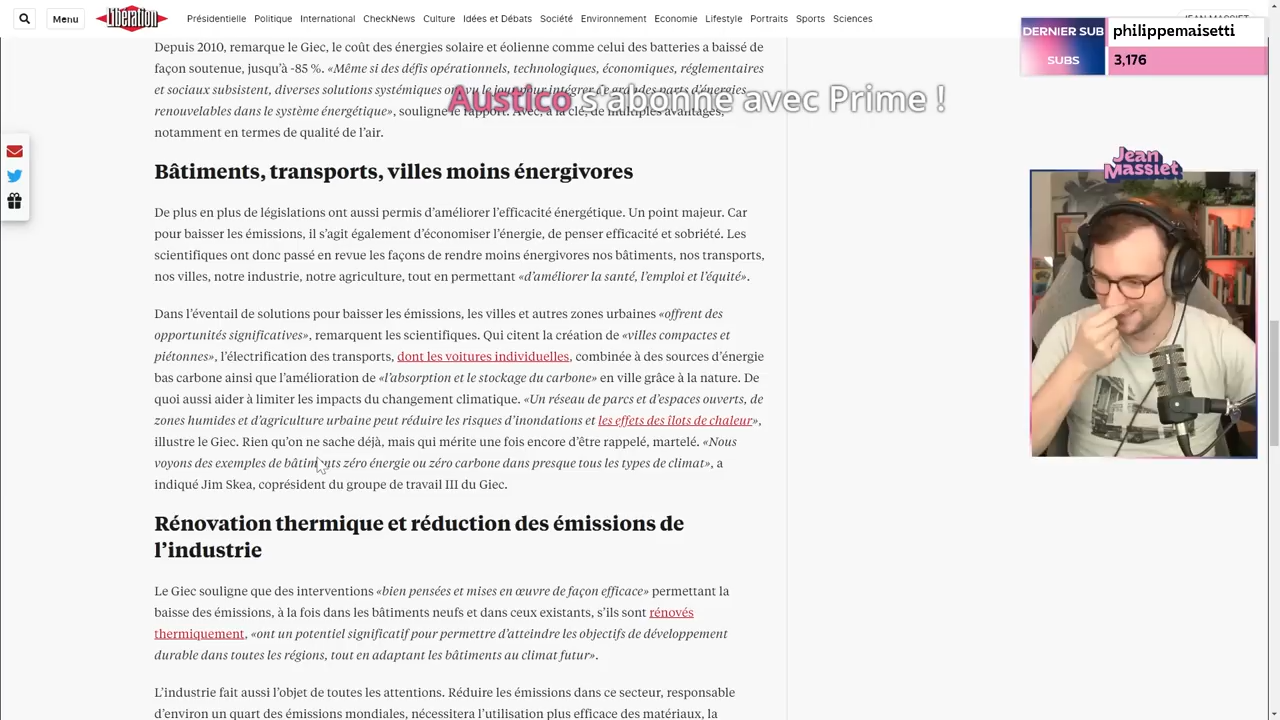 Menu
Libération
Présidentielle Politique International CheckNews Culture Idées et Débats Société Environnement Economie Lifestyle Portraits Sports Sciences
JEAN MASSIET
DERNIER SUB philippemaisetti
SUBS 3,176
Austico s'abonne avec Prime !
Jean
Massiet
Depuis 2010, remarque le Giec, le coût des énergies solaire et éolienne comme celui des batteries a baissé de
façon soutenue, jusqu'à -85 %. «Même si des défis opérationnels, technologiques, économiques, réglementaires
et sociaux subsistent, diverses solutions systémiques ont vu le jour pour intégrer de grandes parts d'énergies
renouvelables dans le système énergétique», souligne le rapport. Avec, à la clé, de multiples avantages,
notamment en termes de qualité de l'air.
Bâtiments, transports, villes moins énergivores
De plus en plus de législations ont aussi permis d'améliorer l'efficacité énergétique. Un point majeur. Car
pour baisser les émissions, il s'agit également d'économiser l'énergie, de penser efficacité et sobriété. Les
scientifiques ont donc passé en revue les façons de rendre moins énergivores nos bâtiments, nos transports,
nos villes, notre industrie, notre agriculture, tout en permettant «d'améliorer la santé, l'emploi et l'équité».
Dans l'éventail de solutions pour baisser les émissions, les villes et autres zones urbaines «offrent des
opportunités significatives», remarquent les scientifiques. Qui citent la création de «villes compactes et
piétonnes», l'électrification des transports, dont les voitures individuelles, combinée à des sources d'énergie
bas carbone ainsi que l'amélioration de «l'absorption et le stockage du carbone» en ville grâce à la nature. De
quoi aussi aider à limiter les impacts du changement climatique. «Un réseau de parcs et d'espaces ouverts, de
zones humides et d'agriculture urbaine peut réduire les risques d'inondations et les effets des îlots de chaleur»,
illustre le Giec. Rien qu'on ne sache déjà, mais qui mérite une fois encore d'être rappelé, martelé. «Nous
voyons des exemples de bâtiments zéro énergie ou zéro carbone dans presque tous les types de climat», a
indiqué Jim Skea, coprésident du groupe de travail III du Giec.
Rénovation thermique et réduction des émissions de
l'industrie
Le Giec souligne que des interventions «bien pensées et mises en œuvre de façon efficace» permettant la
baisse des émissions, à la fois dans les bâtiments neufs et dans ceux existants, s'ils sont rénovés
thermiquement, «ont un potentiel significatif pour permettre d'atteindre les objectifs de développement
durable dans toutes les régions, tout en adaptant les bâtiments au climat futur».
L'industrie fait aussi l'objet de toutes les attentions. Réduire les émissions dans ce secteur, responsable
d'environ un quart des émissions mondiales, nécessitera l'utilisation plus efficace des matériaux, la